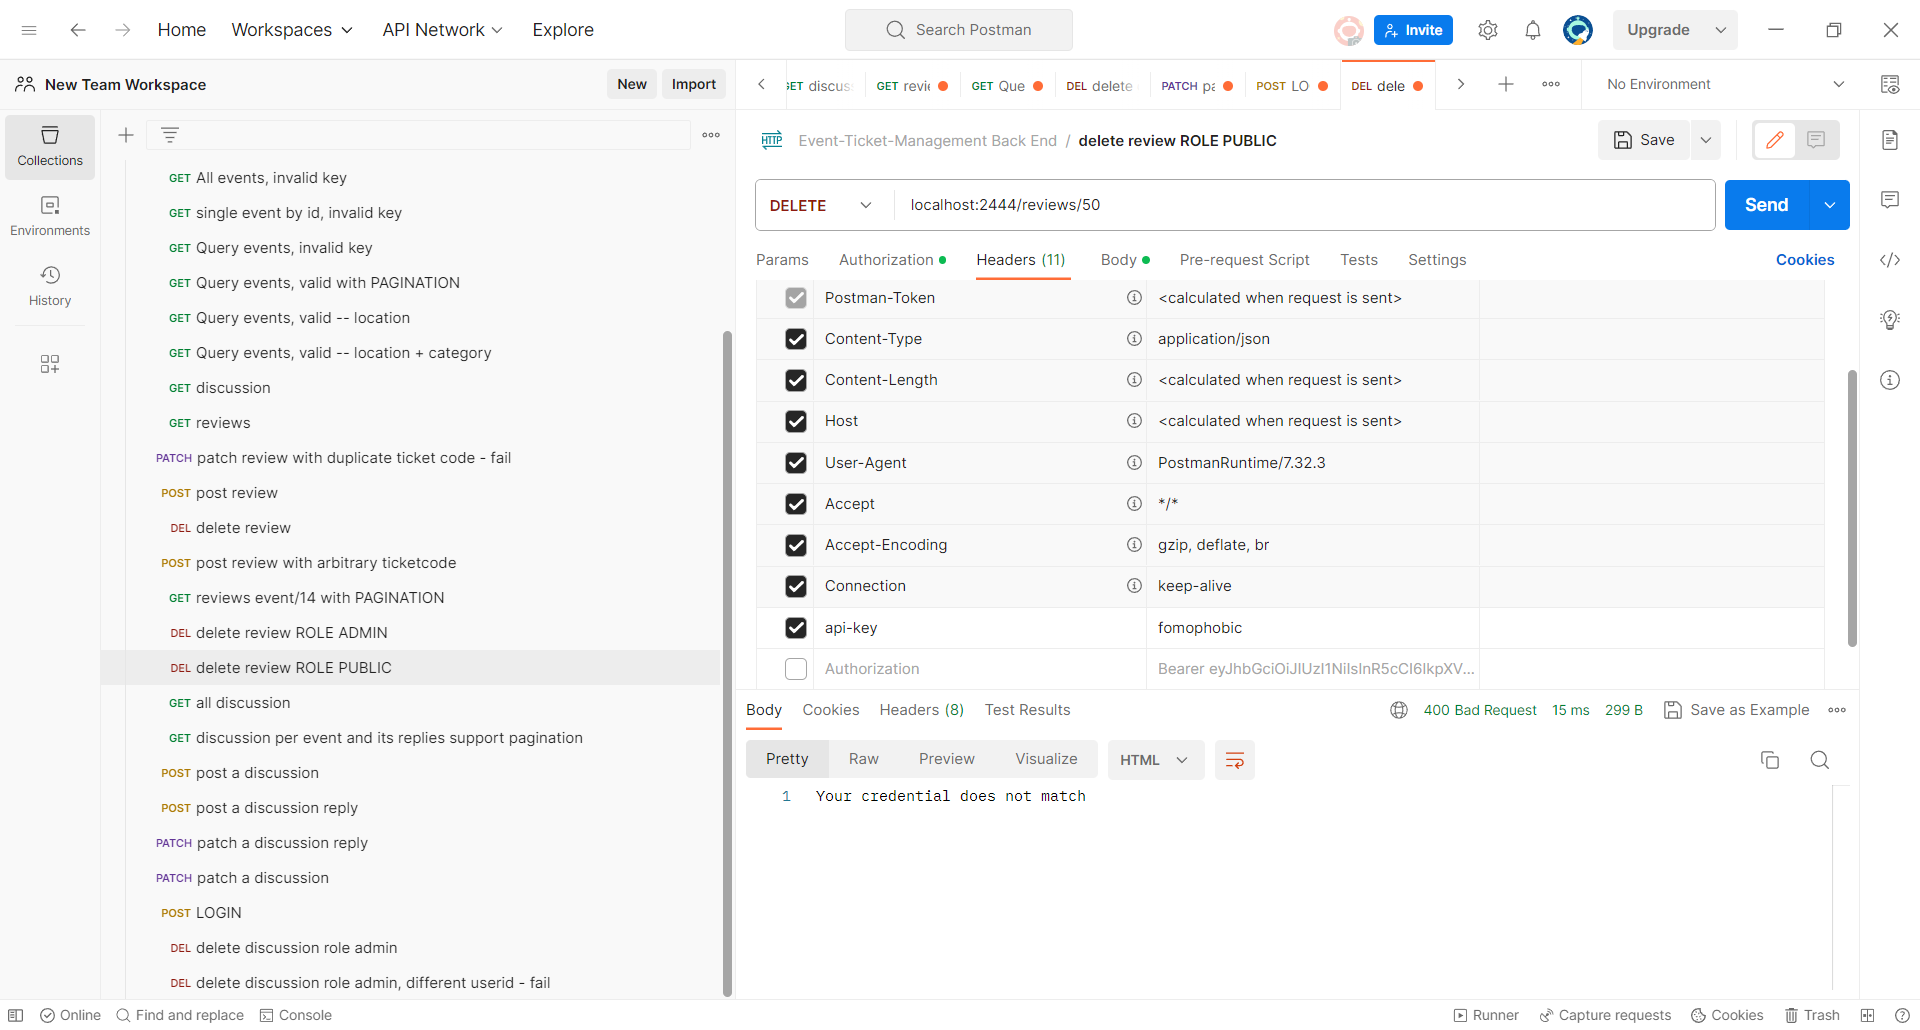 Home
Workspaces
API Network
Explore
Search Postman
Invite
Upgrade
New Team Workspace
New
Import
GET discus
GET revi
GET Que
DEL delete
PATCH pa
POST LO
DEL dele
No Environment
Collections
Environments
History
GET All events, invalid key
GET single event by id, invalid key
GET Query events, invalid key
GET Query events, valid with PAGINATION
GET Query events, valid -- location
GET Query events, valid -- location + category
GET discussion
GET reviews
PATCH patch review with duplicate ticket code - fail
POST post review
DEL delete review
POST post review with arbitrary ticketcode
GET reviews event/14 with PAGINATION
DEL delete review ROLE ADMIN
DEL delete review ROLE PUBLIC
GET all discussion
GET discussion per event and its replies support pagination
POST post a discussion
POST post a discussion reply
PATCH patch a discussion reply
PATCH patch a discussion
POST LOGIN
DEL delete discussion role admin
DEL delete discussion role admin, different userid - fail
HTTP Event-Ticket-Management Back End / delete review ROLE PUBLIC
Save
DELETE localhost:2444/reviews/50
Send
Params Authorization Headers (11) Body Pre-request Script Tests Settings Cookies
Postman-Token <calculated when request is sent>
Content-Type application/json
Content-Length <calculated when request is sent>
Host <calculated when request is sent>
User-Agent PostmanRuntime/7.32.3
Accept */*
Accept-Encoding gzip, deflate, br
Connection keep-alive
api-key fomophobic
Authorization Bearer eyJhbGciOiJIUzI1NiIsInR5cCI6IkpXV...
Body Cookies Headers (8) Test Results
400 Bad Request 15 ms 299 B Save as Example
Pretty Raw Preview Visualize HTML
1 Your credential does not match
Online Find and replace Console
Runner Capture requests Cookies Trash